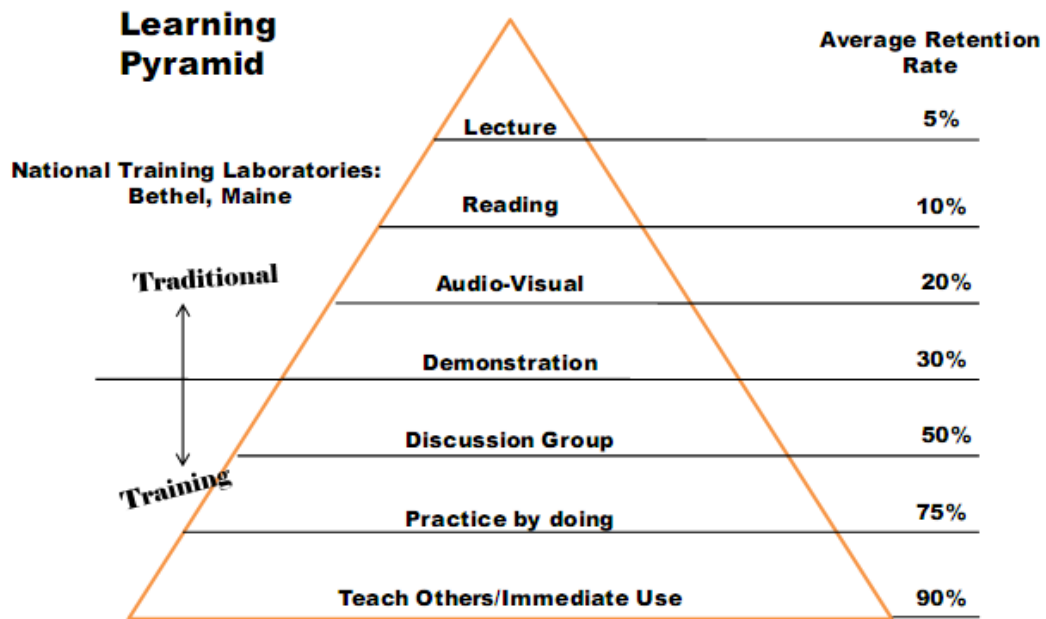 Learning
Pyramid
Average Retention
Rate
Lecture
5%
National Training Laboratories:
Bethel, Maine
Reading
10%
Traditional
Audio-Visual
20%
Demonstration
30%
Discussion Group
50%
Training
Practice by doing
75%
Teach Others/Immediate Use
90%